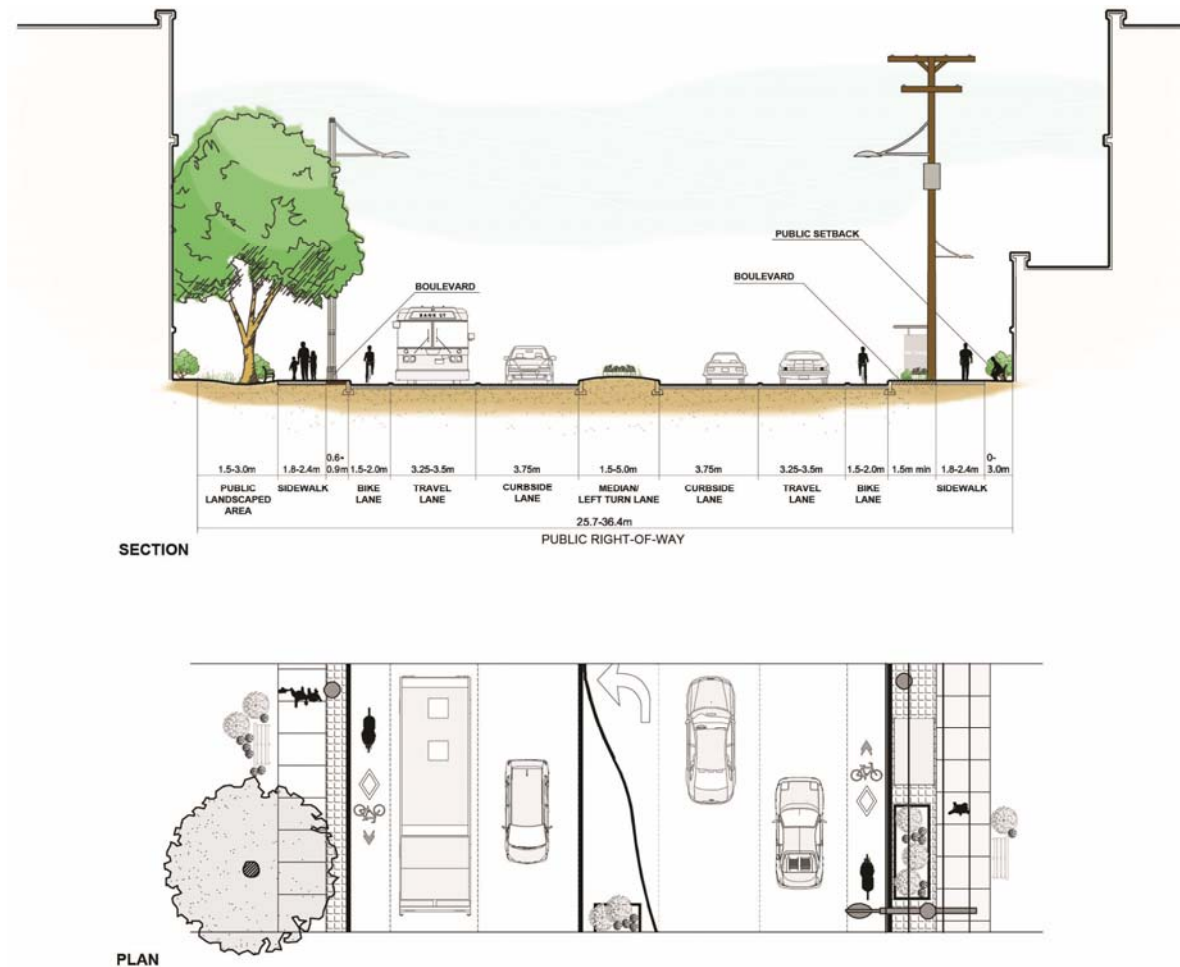 PUBLIC SETBACK
BOULEVARD
BOULEVARD
BANK ST
0.6-
0.9m
0-
3.0m
1.5-3.0m
1.8-2.4m
1.5-2.0m
3.25-3.5m
3.75m
1.5-5.0m
3.75m
3.25-3.5m
1.5-2.0m
1.5m min
1.8-2.4m
PUBLIC
LANDSCAPED
AREA
SIDEWALK
BIKE
LANE
TRAVEL
LANE
CURBSIDE
LANE
MEDIAN/
LEFT TURN LANE
CURBSIDE
LANE
TRAVEL
LANE
BIKE
LANE
SIDEWALK
25.7-36.4m
PUBLIC RIGHT-OF-WAY
SECTION
PLAN